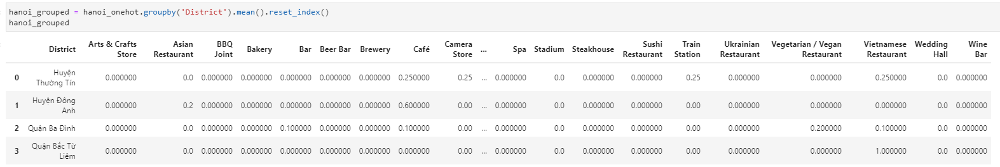 hanoi_grouped = hanoi_onehot.groupby('District').mean().reset_index()
hanoi_grouped
District Arts & Crafts Store Asian Restaurant BBQ Joint Bakery Bar Beer Bar Brewery Café Camera Store ... Spa Stadium Steakhouse Sushi Restaurant Train Station Ukrainian Restaurant Vegetarian / Vegan Restaurant Vietnamese Restaurant Wedding Hall Wine Bar
0 Huyện Thường Tín 0.000000 0.0 0.000000 0.000000 0.000000 0.000000 0.000000 0.250000 0.25 ... 0.000000 0.0 0.000000 0.000000 0.25 0.000000 0.000000 0.250000 0.0 0.000000
1 Huyện Đông Anh 0.000000 0.2 0.000000 0.000000 0.000000 0.000000 0.000000 0.600000 0.00 ... 0.000000 0.0 0.000000 0.000000 0.00 0.000000 0.000000 0.000000 0.0 0.000000
2 Quận Ba Đình 0.000000 0.0 0.000000 0.000000 0.100000 0.000000 0.000000 0.100000 0.00 ... 0.000000 0.0 0.000000 0.000000 0.00 0.000000 0.200000 0.100000 0.0 0.000000
3 Quận Bắc Từ Liêm 0.000000 0.0 0.000000 0.000000 0.000000 0.000000 0.000000 0.000000 0.00 ... 0.000000 0.0 0.000000 0.000000 0.00 0.000000 0.000000 1.000000 0.0 0.000000